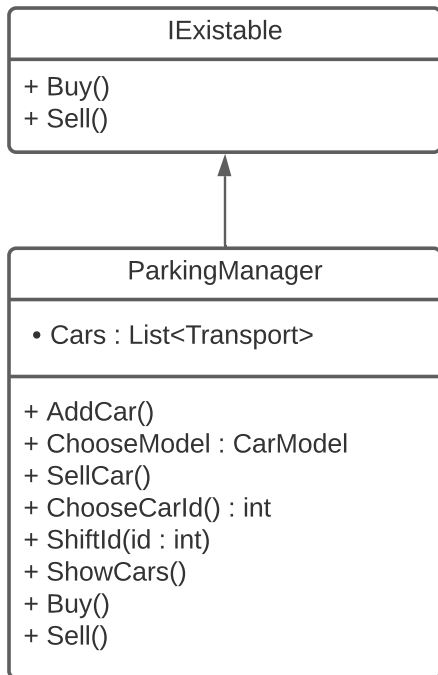 IExistable
+ Buy()
+ Sell()
ParkingManager
• Cars : List<Transport>
+ AddCar()
+ ChooseModel : CarModel
+ SellCar()
+ ChooseCarId() : int
+ ShiftId(id : int)
+ ShowCars()
+ Buy()
+ Sell()